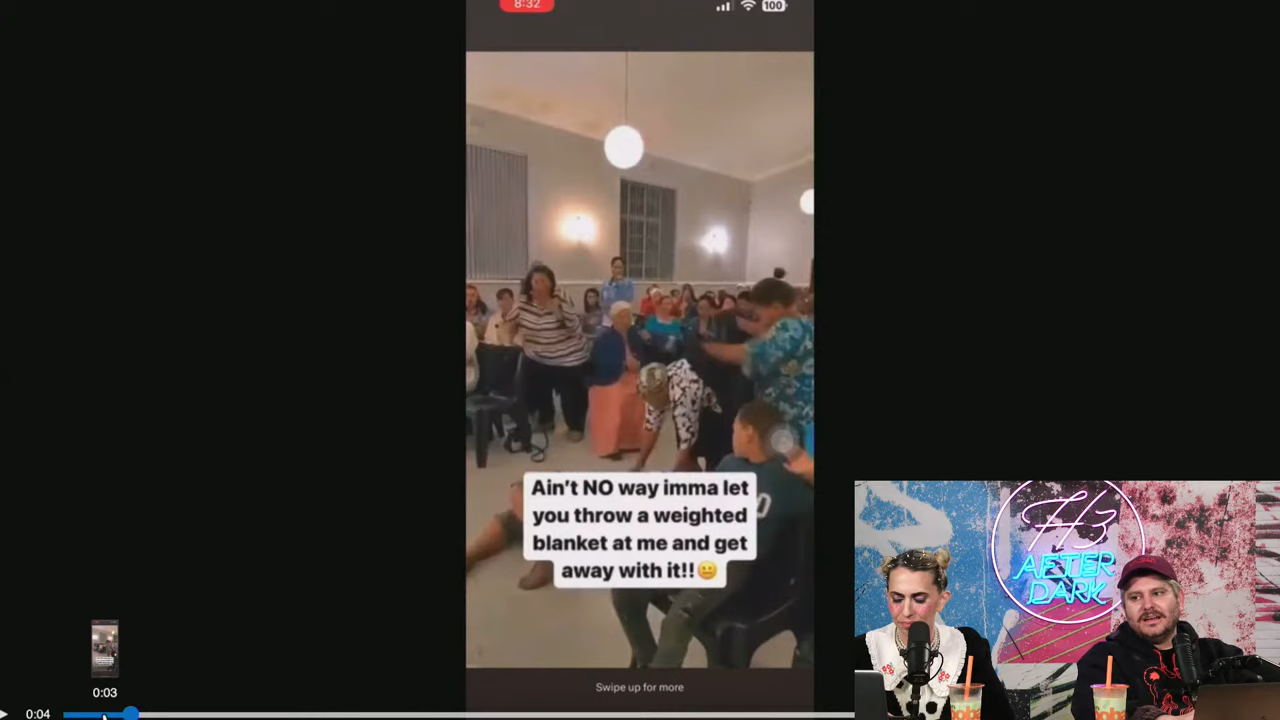 8:32
100
Ain't NO way imma let
you throw a weighted
blanket at me and get
away with it!!😐
Swipe up for more
0:03
0:04
H3
AFTER
DARK